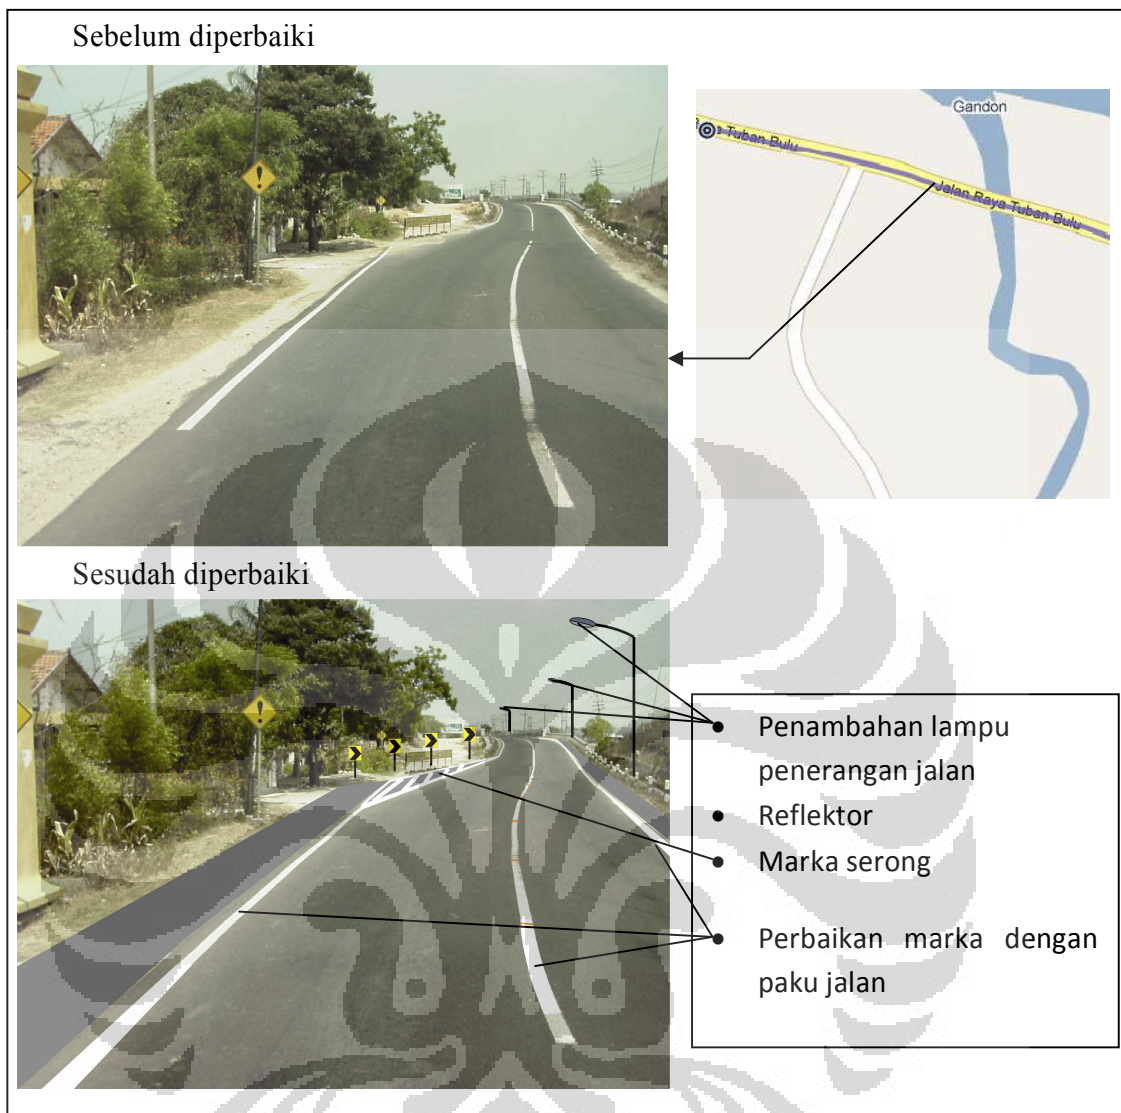 Sebelum diperbaiki
Gandon
Tuban Bulu
Jalan Raya Tuban Bulu
Sesudah diperbaiki
• Penambahan lampu
penerangan jalan
• Reflektor
• Marka serong
• Perbaikan marka dengan
paku jalan